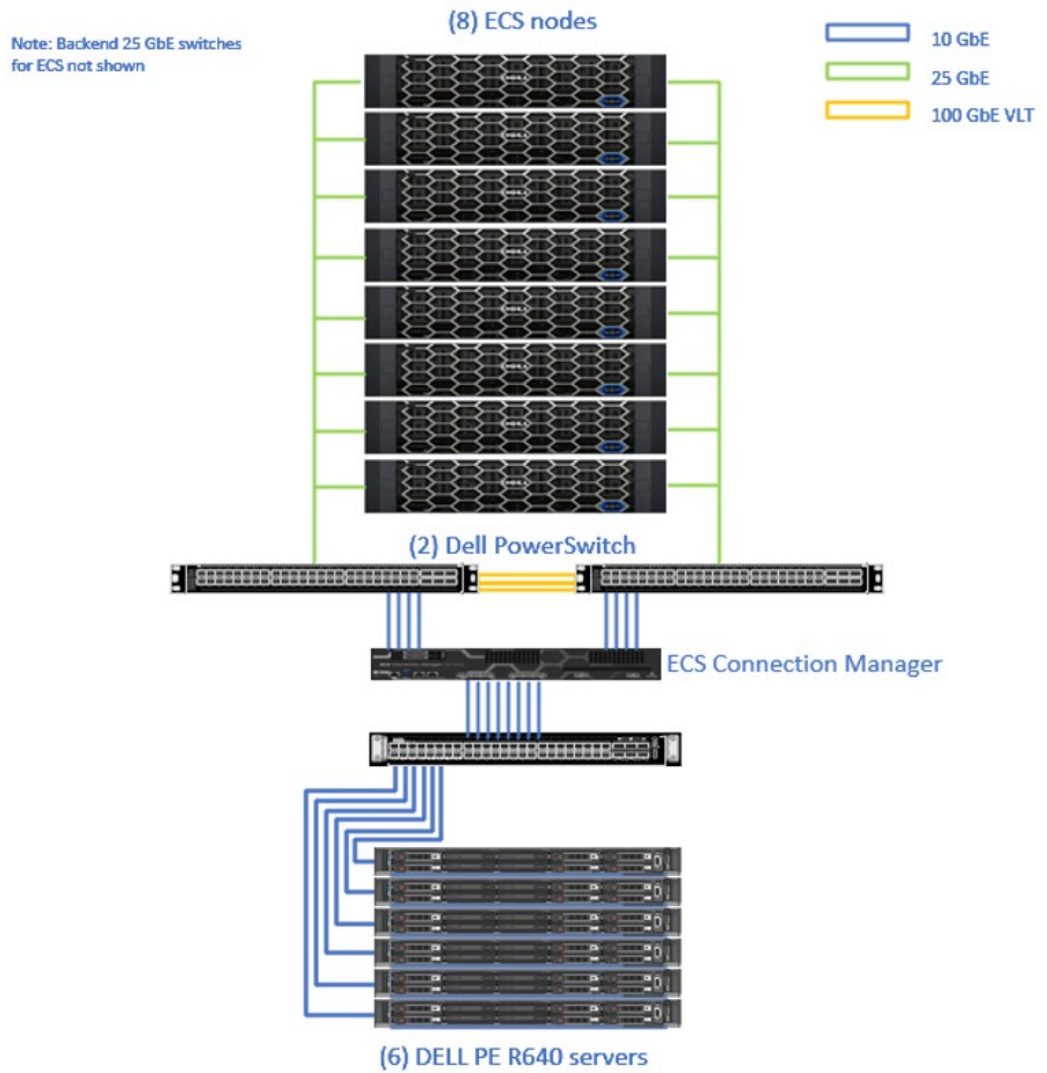 (8) ECS nodes
Note: Backend 25 GbE switches
for ECS not shown
10 GbE
25 GbE
100 GbE VLT
(2) Dell PowerSwitch
ECS Connection Manager
(6) DELL PE R640 servers